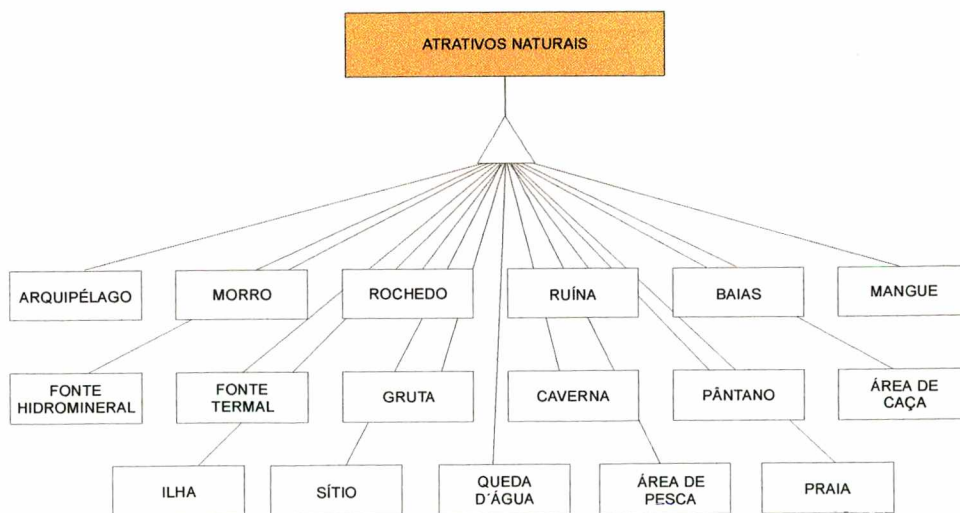 ATRATIVOS NATURAIS
ARQUIPÉLAGO
MORRO
ROCHEDO
RUÍNA
BAIAS
MANGUE
FONTE
HIDROMINERAL
FONTE
TERMAL
GRUTA
CAVERNA
PÂNTANO
ÁREA DE
CAÇA
ILHA
SÍTIO
QUEDA
D´ÁGUA
ÁREA DE
PESCA
PRAIA